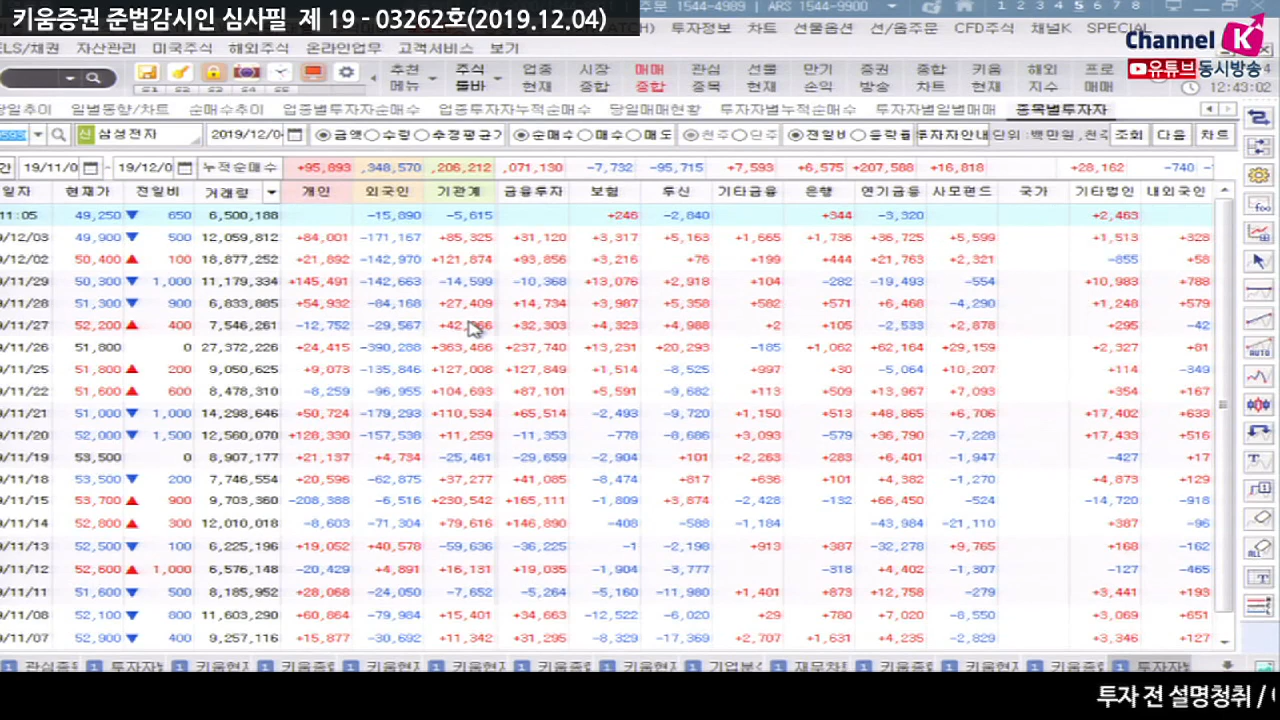 키움증권 준법감시인 심사필 제 19 - 03262호(2019.12.04)
주문 1544-4989 | ARS 1544-9900
1 2 3 4 5 6 7 8
투자정보 차트 선물옵션 선/옵주문 CFD주식 채널K SPECIAL
Channel K
ELS/채권 자산관리 미국주식 해외주식 온라인업무 고객서비스 보기
유튜브 동시방송
추천 주식 업종 시장 매매 관심 선물 만기 증권 종합 키움 해외 프로
메뉴 툴바 현재 종합 종합 종목 현재 손익 방송 차트 현재 지수 매매
12:43:02
당일추이 일별동향/차트 순매수추이 업종별투자자순매수 업종투자자누적순매수 당일매매현황 투자자별누적순매수 투자자별일별매매 종목별투자자
신 삼성전자 2019/12/0 금액 수량 추정평균가 순매수 매수 매도 천주 단주 전일비 등락률 투자자안내 단위:백만원,천주 조회 다음 차트
간 19/11/0 ~ 19/12/0 누적순매수 +95,893 ,348,570 ,206,212 ,071,130 -7,732 -95,715 +7,593 +6,575 +207,588 +16,818 +28,162 -740
일자 현재가 전일비 거래량 개인 외국인 기관계 금융투자 보험 투신 기타금융 은행 연기금등 사모펀드 국가 기타법인 내외국인
11:05 49,250 ▼ 650 6,500,188 -15,890 -5,615 +246 -2,840 +344 -3,320 +2,463
9/12/03 49,900 ▼ 500 12,059,812 +84,001 -171,167 +85,325 +31,120 +3,317 +5,163 +1,665 +1,736 +36,725 +5,599 +1,513 +328
9/12/02 50,400 ▲ 100 18,877,252 +21,892 -142,970 +121,874 +93,856 +3,216 +76 +199 +444 +21,763 +2,321 -855 +58
9/11/29 50,300 ▼ 1,000 11,179,334 +145,491 -142,663 -14,599 -10,368 +13,076 +2,918 +104 -282 -19,493 -554 +10,983 +788
9/11/28 51,300 ▼ 900 6,833,885 +54,932 -84,168 +27,409 +14,734 +3,987 +5,358 +582 +571 +6,468 -4,290 +1,248 +579
9/11/27 52,200 ▲ 400 7,546,261 -12,752 -29,567 +32,303 +4,323 +4,988 +2 +105 -2,533 +2,878 +295 -42
9/11/26 51,800 0 27,372,226 +24,415 -390,288 +363,466 +237,740 +13,231 +20,293 -185 +1,062 +62,164 +29,159 +2,327 +81
9/11/25 51,800 ▲ 200 9,050,625 +9,073 -135,846 +127,008 +127,849 +1,514 -8,525 +997 +30 -5,064 +10,207 +114 -349
9/11/22 51,600 ▲ 600 8,478,310 -8,259 -96,955 +104,693 +87,101 +5,591 -9,682 +113 +509 +13,967 +7,093 +354 +167
9/11/21 51,000 ▼ 1,000 14,298,646 +50,724 -179,293 +110,534 +65,514 -2,493 -9,720 +1,150 +513 +48,865 +6,706 +17,402 +633
9/11/20 52,000 ▼ 1,500 12,560,070 +128,330 -157,538 +11,259 -11,353 -778 -8,686 +3,093 -579 +36,790 -7,228 +17,433 +516
9/11/19 53,500 0 8,907,177 +21,137 +4,734 -25,461 -29,659 -2,904 +101 +2,263 +283 +6,401 -1,947 -427 +17
9/11/18 53,500 ▼ 200 7,746,554 +20,596 -62,875 +37,277 +41,085 -8,474 +817 +636 +101 +4,382 -1,270 +4,873 +129
9/11/15 53,700 ▲ 900 9,703,360 -208,388 -6,516 +230,542 +165,111 -1,809 +3,874 -2,428 -132 +66,450 -524 -14,720 -918
9/11/14 52,800 ▲ 300 12,010,018 -8,603 -71,304 +79,616 +146,890 -408 -588 -1,184 -43,984 -21,110 +387 -96
9/11/13 52,500 ▼ 100 6,225,196 +19,052 +40,578 -59,636 -36,225 -1 -2,198 +913 +387 -32,278 +9,765 +168 -162
9/11/12 52,600 ▲ 1,000 6,576,148 -20,429 +4,891 +16,131 +19,035 -1,904 -3,777 -318 +4,402 -1,307 -127 -465
9/11/11 51,600 ▼ 500 8,185,952 +28,068 -24,050 -7,652 -5,264 -5,160 -11,980 +1,401 +873 +12,758 -279 +3,441 +193
9/11/08 52,100 ▼ 800 11,603,290 +60,864 -79,984 +15,401 +34,663 -12,522 -6,020 +29 +780 +7,020 -8,550 +3,069 +651
9/11/07 52,900 ▼ 400 9,257,116 +15,877 -30,692 +11,342 +31,295 -8,329 -17,369 +2,707 +1,631 +4,235 -2,829 +3,346 +127
투자 전 설명청취 /